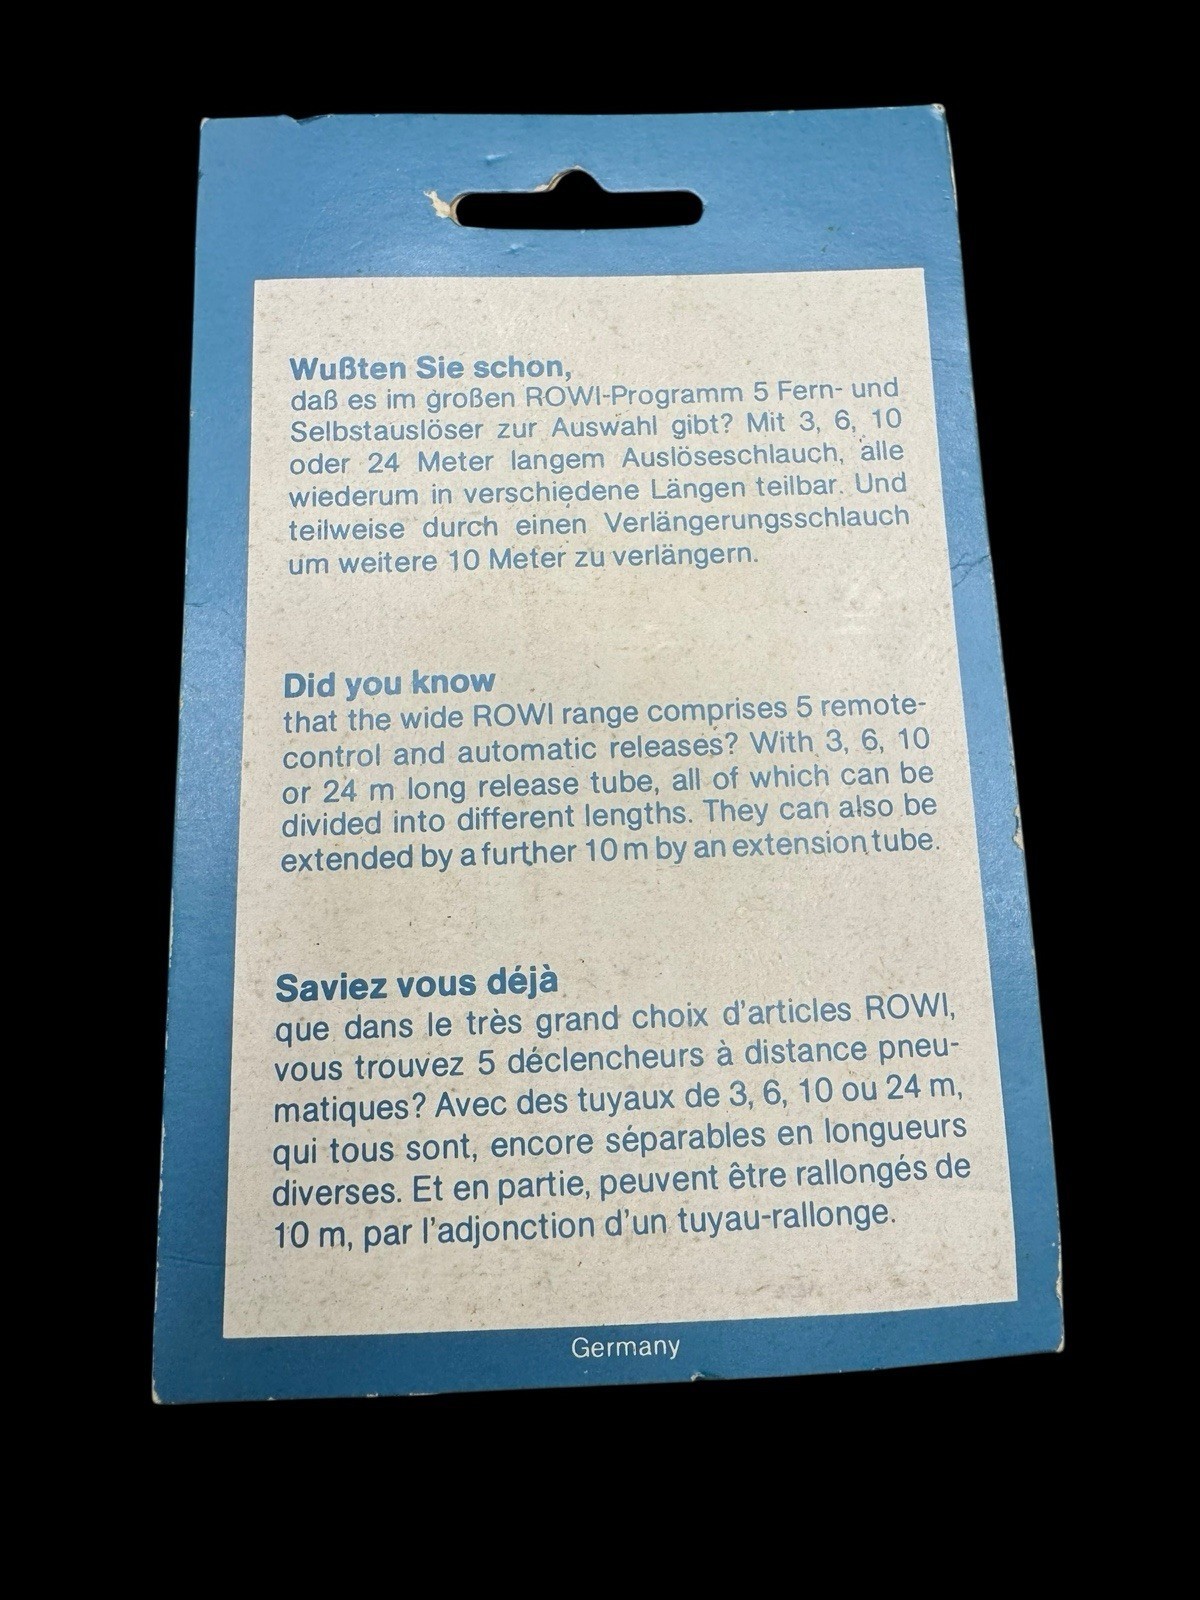 Wußten Sie schon,
daß es im großen ROWI-Programm 5 Fern- und
Selbstauslöser zur Auswahl gibt? Mit 3, 6, 10
oder 24 Meter langem Auslöseschlauch, alle
wiederum in verschiedene Längen teilbar. Und
teilweise durch einen Verlängerungsschlauch
um weitere 10 Meter zu verlängern.
Did you know
that the wide ROWI range comprises 5 remote-
control and automatic releases? With 3, 6, 10
or 24 m long release tube, all of which can be
divided into different lengths. They can also be
extended by a further 10 m by an extension tube.
Saviez vous déjà
que dans le très grand choix d'articles ROWI,
vous trouvez 5 déclencheurs à distance pneu-
matiques? Avec des tuyaux de 3, 6, 10 ou 24 m,
qui tous sont, encore séparables en longueurs
diverses. Et en partie, peuvent être rallongés de
10 m, par l'adjonction d'un tuyau-rallonge.
Germany